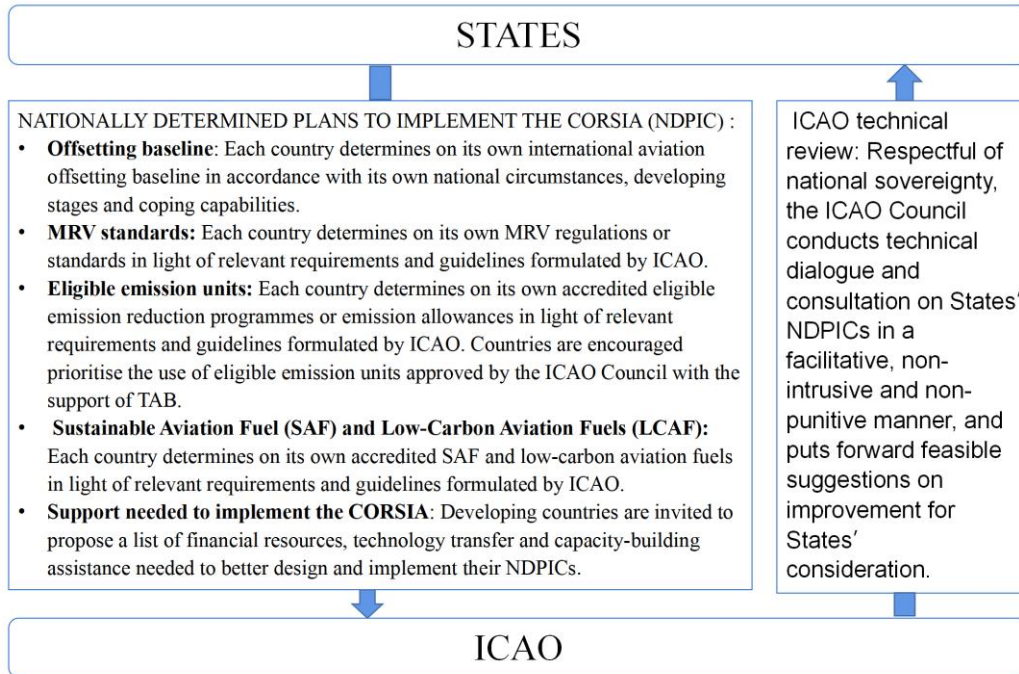 STATES
NATIONALLY DETERMINED PLANS TO IMPLEMENT THE CORSIA (NDPIC) :
• Offsetting baseline: Each country determines on its own international aviation
offsetting baseline in accordance with its own national circumstances, developing
stages and coping capabilities.
• MRV standards: Each country determines on its own MRV regulations or
standards in light of relevant requirements and guidelines formulated by ICAO.
• Eligible emission units: Each country determines on its own accredited eligible
emission reduction programmes or emission allowances in light of relevant
requirements and guidelines formulated by ICAO. Countries are encouraged
prioritise the use of eligible emission units approved by the ICAO Council with the
support of TAB.
• Sustainable Aviation Fuel (SAF) and Low-Carbon Aviation Fuels (LCAF):
Each country determines on its own accredited SAF and low-carbon aviation fuels
in light of relevant requirements and guidelines formulated by ICAO.
• Support needed to implement the CORSIA: Developing countries are invited to
propose a list of financial resources, technology transfer and capacity-building
assistance needed to better design and implement their NDPICs.
ICAO technical
review: Respectful of
national sovereignty,
the ICAO Council
conducts technical
dialogue and
consultation on States'
NDPICs in a
facilitative, non-
intrusive and non-
punitive manner, and
puts forward feasible
suggestions on
improvement for
States'
consideration.
ICAO